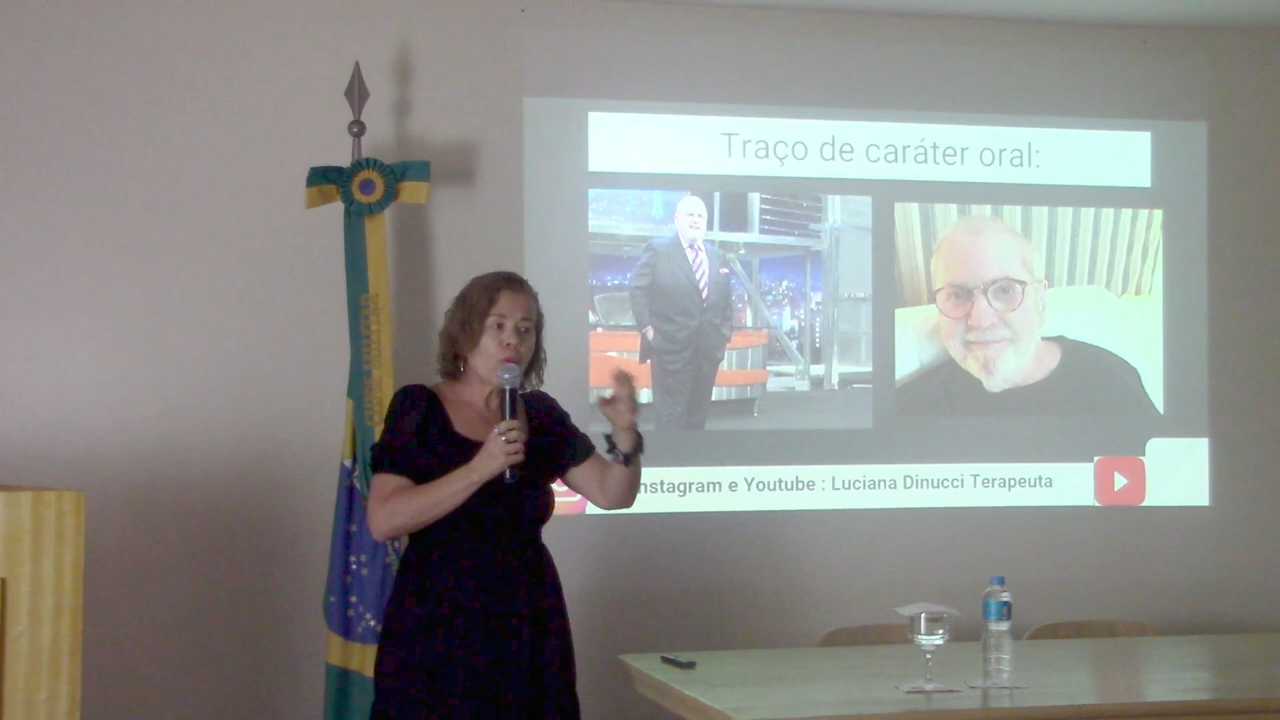 Traço de caráter oral:
nstagram e Youtube : Luciana Dinucci Terapeuta